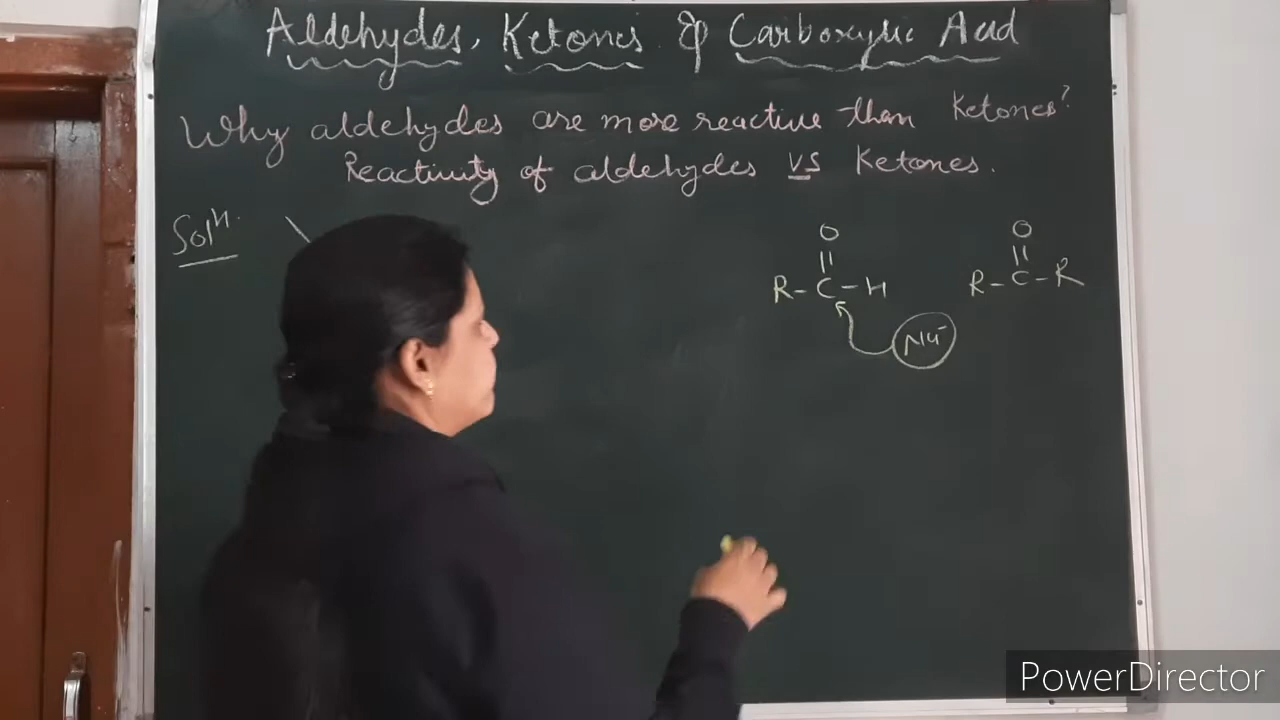 Aldehydes, Ketones & Carboxylic Acid
Why aldehydes are more reactive than Ketones?
Reactivity of aldehydes vs Ketones.
Solⁿ.
O
||
R-C-H
O
||
R-C-R
Nu⁻
PowerDirector